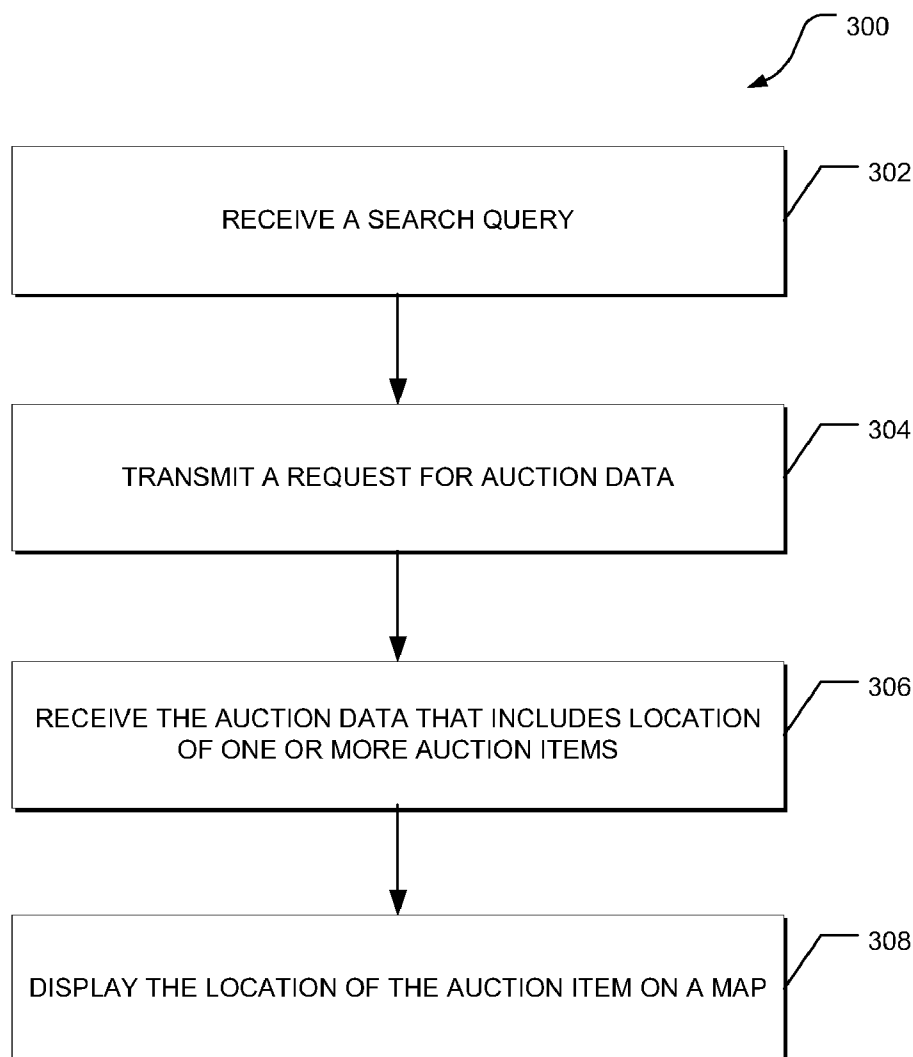 300
302
RECEIVE A SEARCH QUERY
304
TRANSMIT A REQUEST FOR AUCTION DATA
306
RECEIVE THE AUCTION DATA THAT INCLUDES LOCATION
OF ONE OR MORE AUCTION ITEMS
308
DISPLAY THE LOCATION OF THE AUCTION ITEM ON A MAP